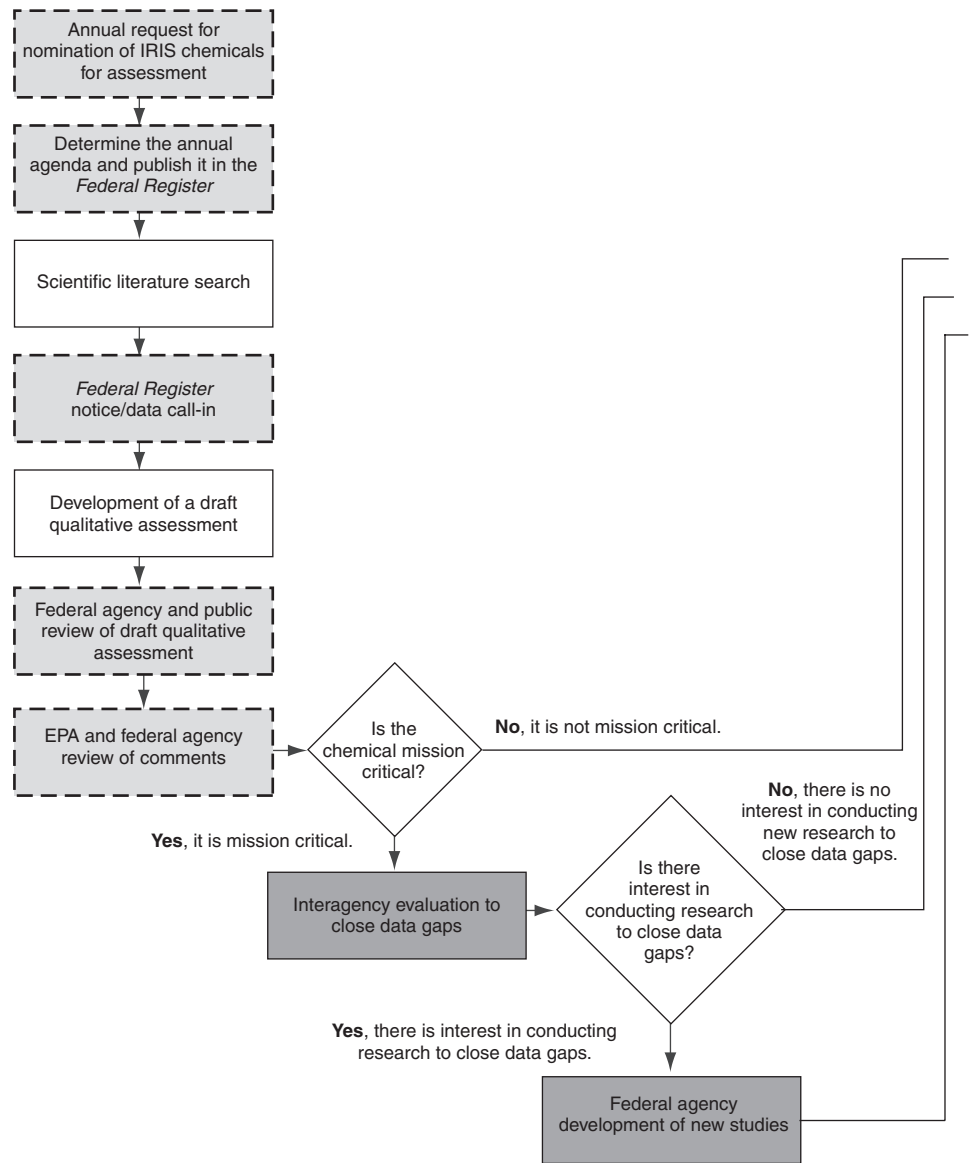 Annual request for
nomination of IRIS chemicals
for assessment
Determine the annual
agenda and publish it in the
Federal Register
Scientific literature search
Federal Register
notice/data call-in
Development of a draft
qualitative assessment
Federal agency and public
review of draft qualitative
assessment
EPA and federal agency
review of comments
Is the
chemical mission
critical?
No, it is not mission critical.
Yes, it is mission critical.
Interagency evaluation to
close data gaps
Is there
interest in
conducting research
to close data
gaps?
No, there is no
interest in conducting
new research to
close data gaps.
Yes, there is interest in conducting
research to close data gaps.
Federal agency
development of new studies